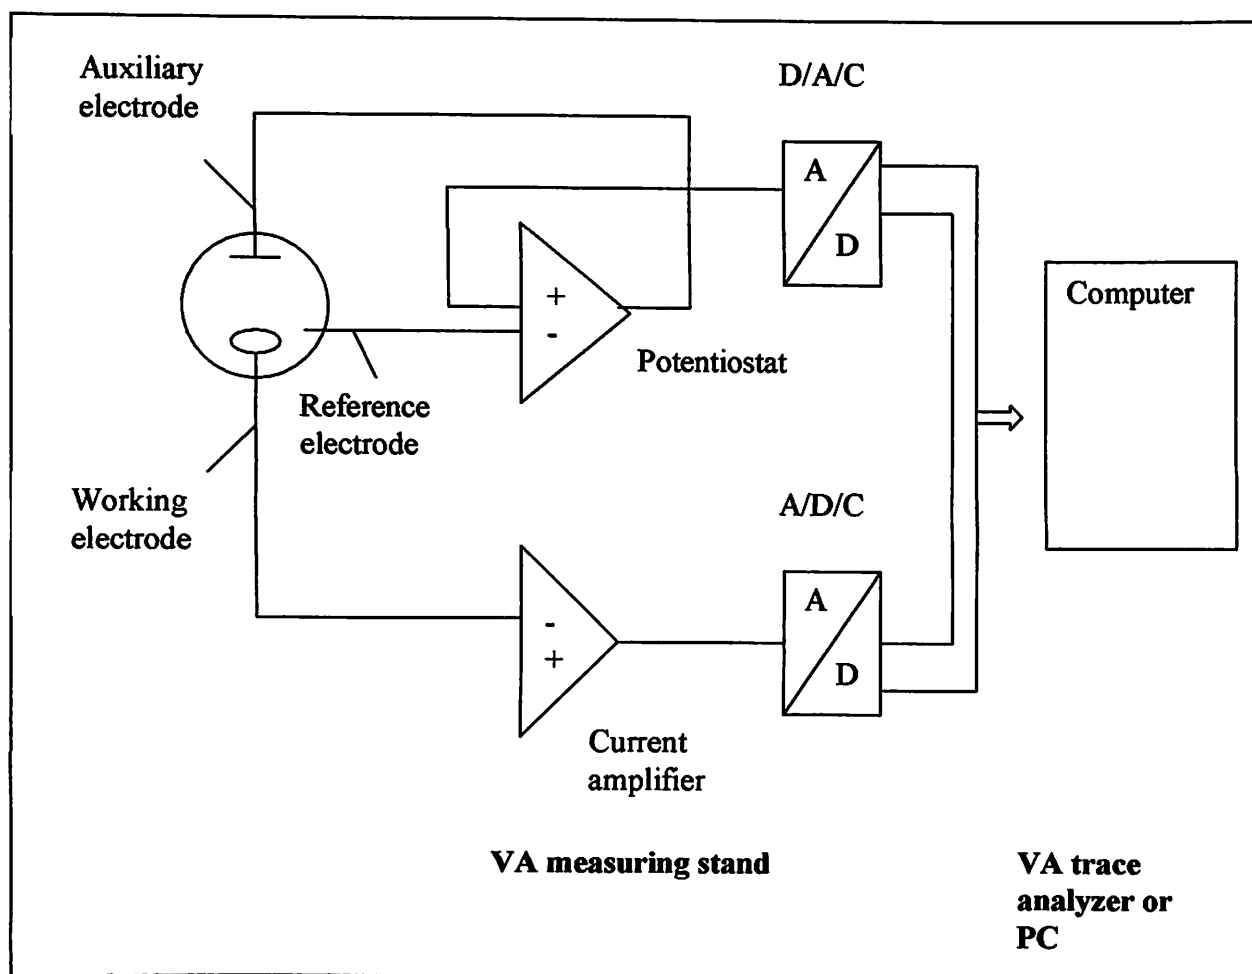 Auxiliary
electrode
D/A/C
A
D
+
-
Potentiostat
Computer
Reference
electrode
Working
electrode
A/D/C
A
D
-
+
Current
amplifier
VA measuring stand
VA trace
analyzer or
PC